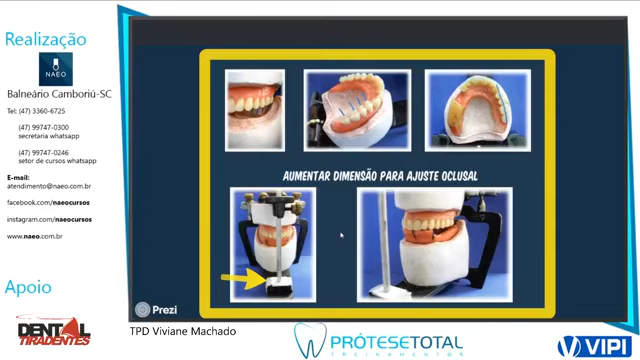 Realização
NAEO
Balneário Camboriú-SC
Tel: (47) 3360-6725
(47) 99747-0300
secretaria whatsapp
(47) 99747-0246
setor de cursos whatsapp
E-mail:
atendimento@naeo.com.br
facebook.com/naeocursos
instagram.com/naeocursos
www.naeo.com.br
Apoio
DENTAL
TIRADENTES
AUMENTAR DIMENSÃO PARA AJUSTE OCLUSAL
Prezi
TPD Viviane Machado
PRÓTESETOTAL
TREINAMENTOS
VIPI